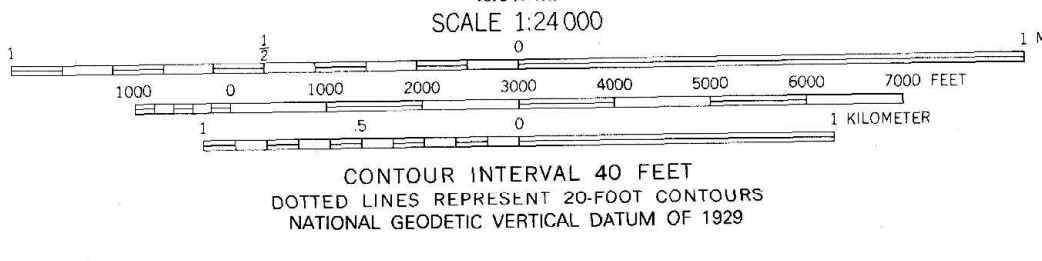 SCALE 1:24 000
1 1/2 0 1
1000 0 1000 2000 3000 4000 5000 6000 7000 FEET
1 .5 0 1 KILOMETER
CONTOUR INTERVAL 40 FEET
DOTTED LINES REPRESENT 20-FOOT CONTOURS
NATIONAL GEODETIC VERTICAL DATUM OF 1929